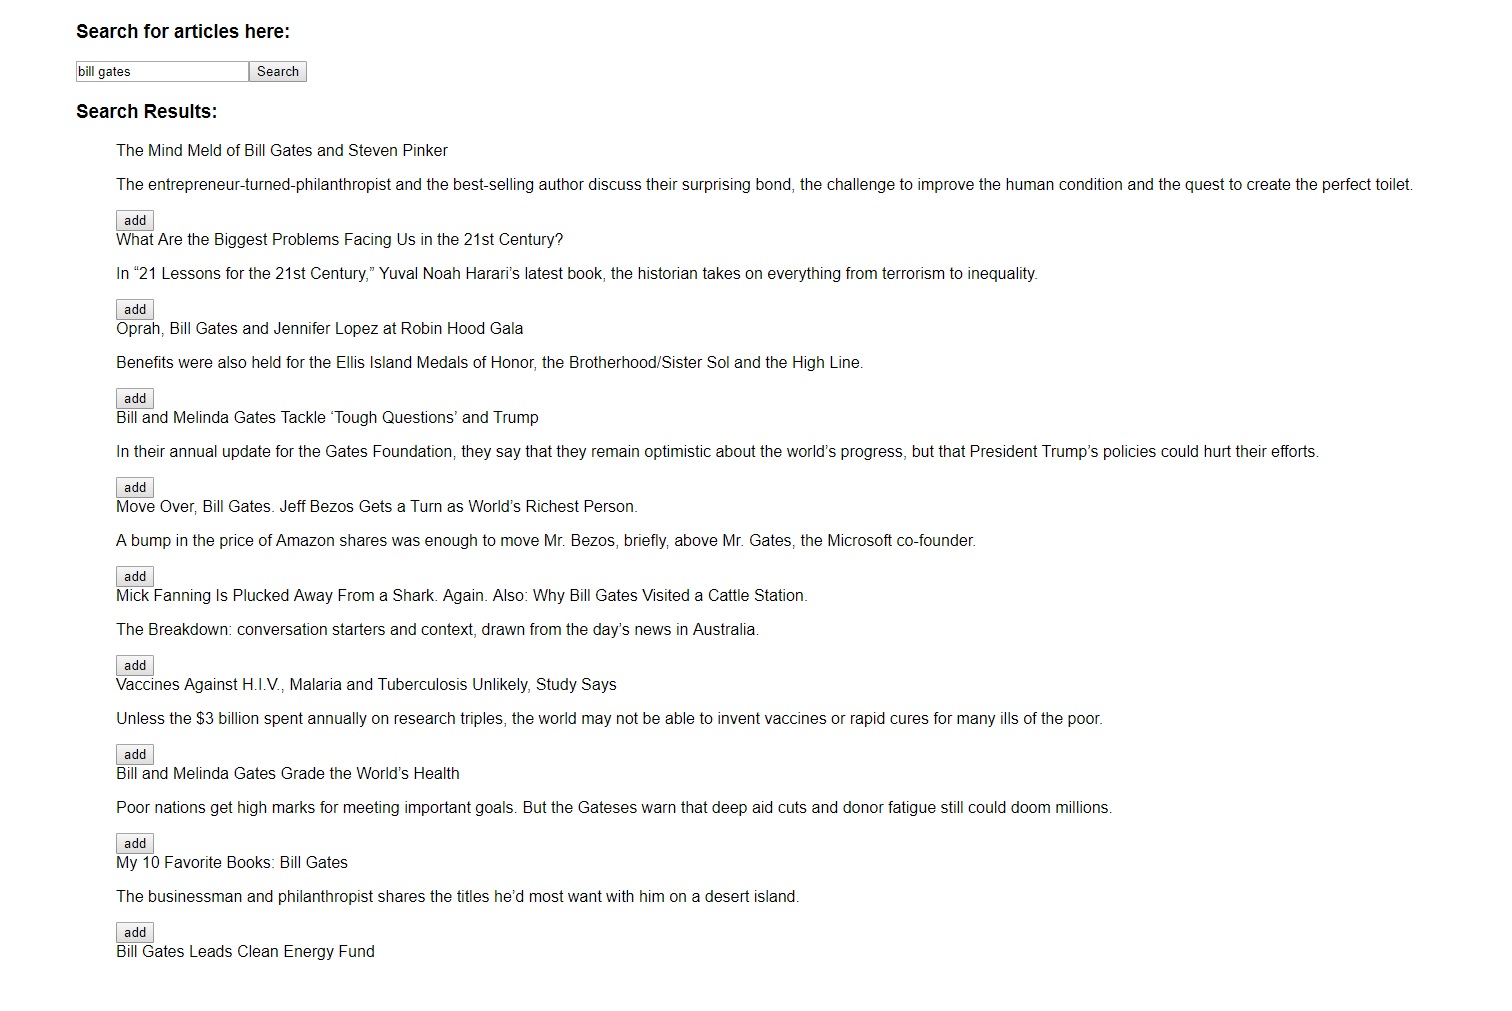 Search for articles here:
bill gates Search
Search Results:
The Mind Meld of Bill Gates and Steven Pinker
The entrepreneur-turned-philanthropist and the best-selling author discuss their surprising bond, the challenge to improve the human condition and the quest to create the perfect toilet.
add
What Are the Biggest Problems Facing Us in the 21st Century?
In “21 Lessons for the 21st Century,” Yuval Noah Harari’s latest book, the historian takes on everything from terrorism to inequality.
add
Oprah, Bill Gates and Jennifer Lopez at Robin Hood Gala
Benefits were also held for the Ellis Island Medals of Honor, the Brotherhood/Sister Sol and the High Line.
add
Bill and Melinda Gates Tackle ‘Tough Questions’ and Trump
In their annual update for the Gates Foundation, they say that they remain optimistic about the world’s progress, but that President Trump’s policies could hurt their efforts.
add
Move Over, Bill Gates. Jeff Bezos Gets a Turn as World’s Richest Person.
A bump in the price of Amazon shares was enough to move Mr. Bezos, briefly, above Mr. Gates, the Microsoft co-founder.
add
Mick Fanning Is Plucked Away From a Shark. Again. Also: Why Bill Gates Visited a Cattle Station.
The Breakdown: conversation starters and context, drawn from the day’s news in Australia.
add
Vaccines Against H.I.V., Malaria and Tuberculosis Unlikely, Study Says
Unless the $3 billion spent annually on research triples, the world may not be able to invent vaccines or rapid cures for many ills of the poor.
add
Bill and Melinda Gates Grade the World’s Health
Poor nations get high marks for meeting important goals. But the Gateses warn that deep aid cuts and donor fatigue still could doom millions.
add
My 10 Favorite Books: Bill Gates
The businessman and philanthropist shares the titles he’d most want with him on a desert island.
add
Bill Gates Leads Clean Energy Fund